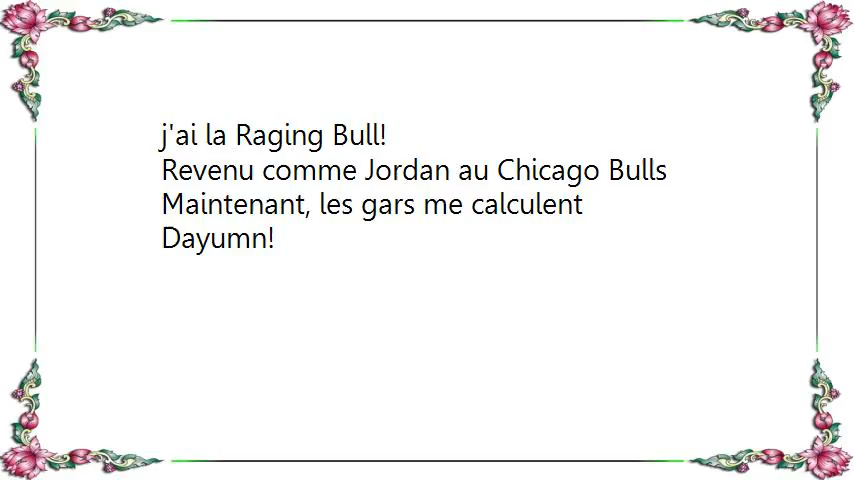 j'ai la Raging Bull!
Revenu comme Jordan au Chicago Bulls
Maintenant, les gars me calculent
Dayumn!